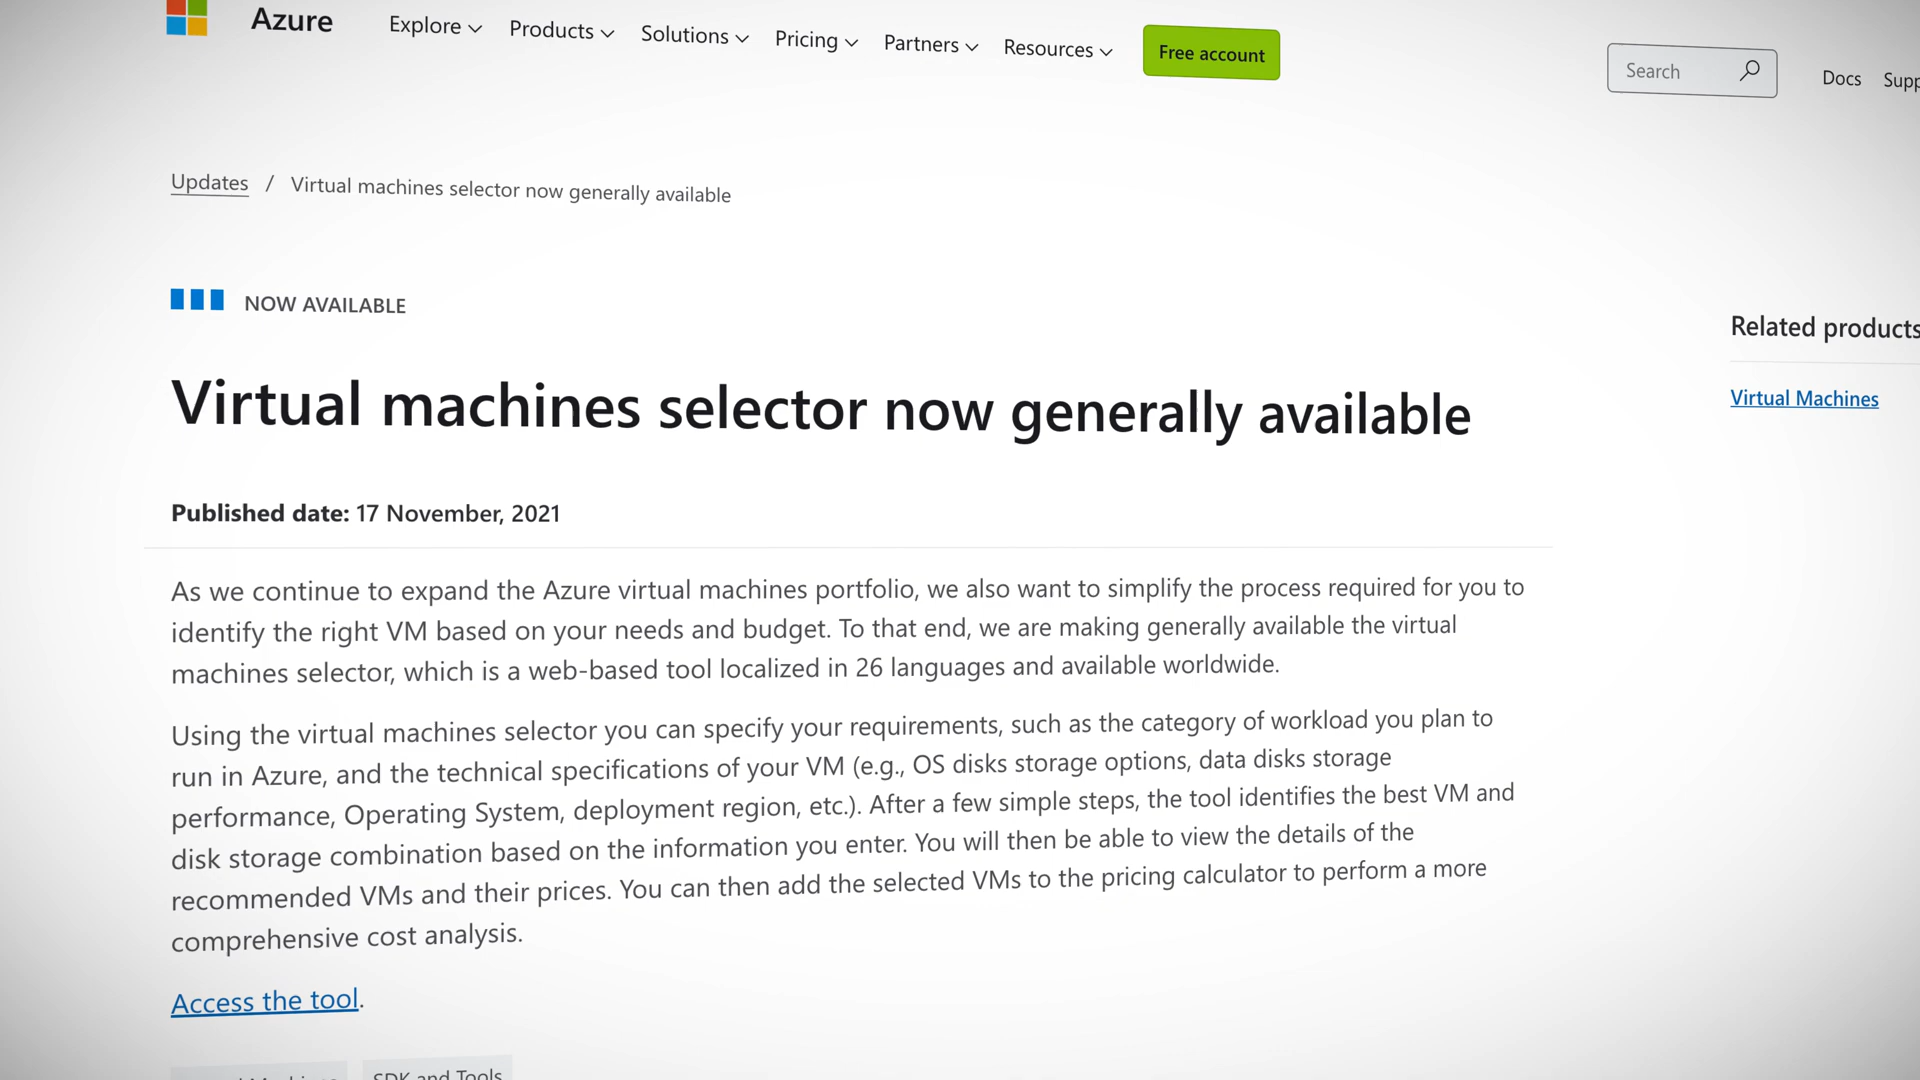 Azure Explore Products Solutions Pricing Partners Resources Free account Search Docs
Updates / Virtual machines selector now generally available
NOW AVAILABLE
Related products
Virtual machines selector now generally available
Virtual Machines
Published date: 17 November, 2021
As we continue to expand the Azure virtual machines portfolio, we also want to simplify the process required for you to
identify the right VM based on your needs and budget. To that end, we are making generally available the virtual
machines selector, which is a web-based tool localized in 26 languages and available worldwide.
Using the virtual machines selector you can specify your requirements, such as the category of workload you plan to
run in Azure, and the technical specifications of your VM (e.g., OS disks storage options, data disks storage
performance, Operating System, deployment region, etc.). After a few simple steps, the tool identifies the best VM and
disk storage combination based on the information you enter. You will then be able to view the details of the
recommended VMs and their prices. You can then add the selected VMs to the pricing calculator to perform a more
comprehensive cost analysis.
Access the tool.
SDK and Tools